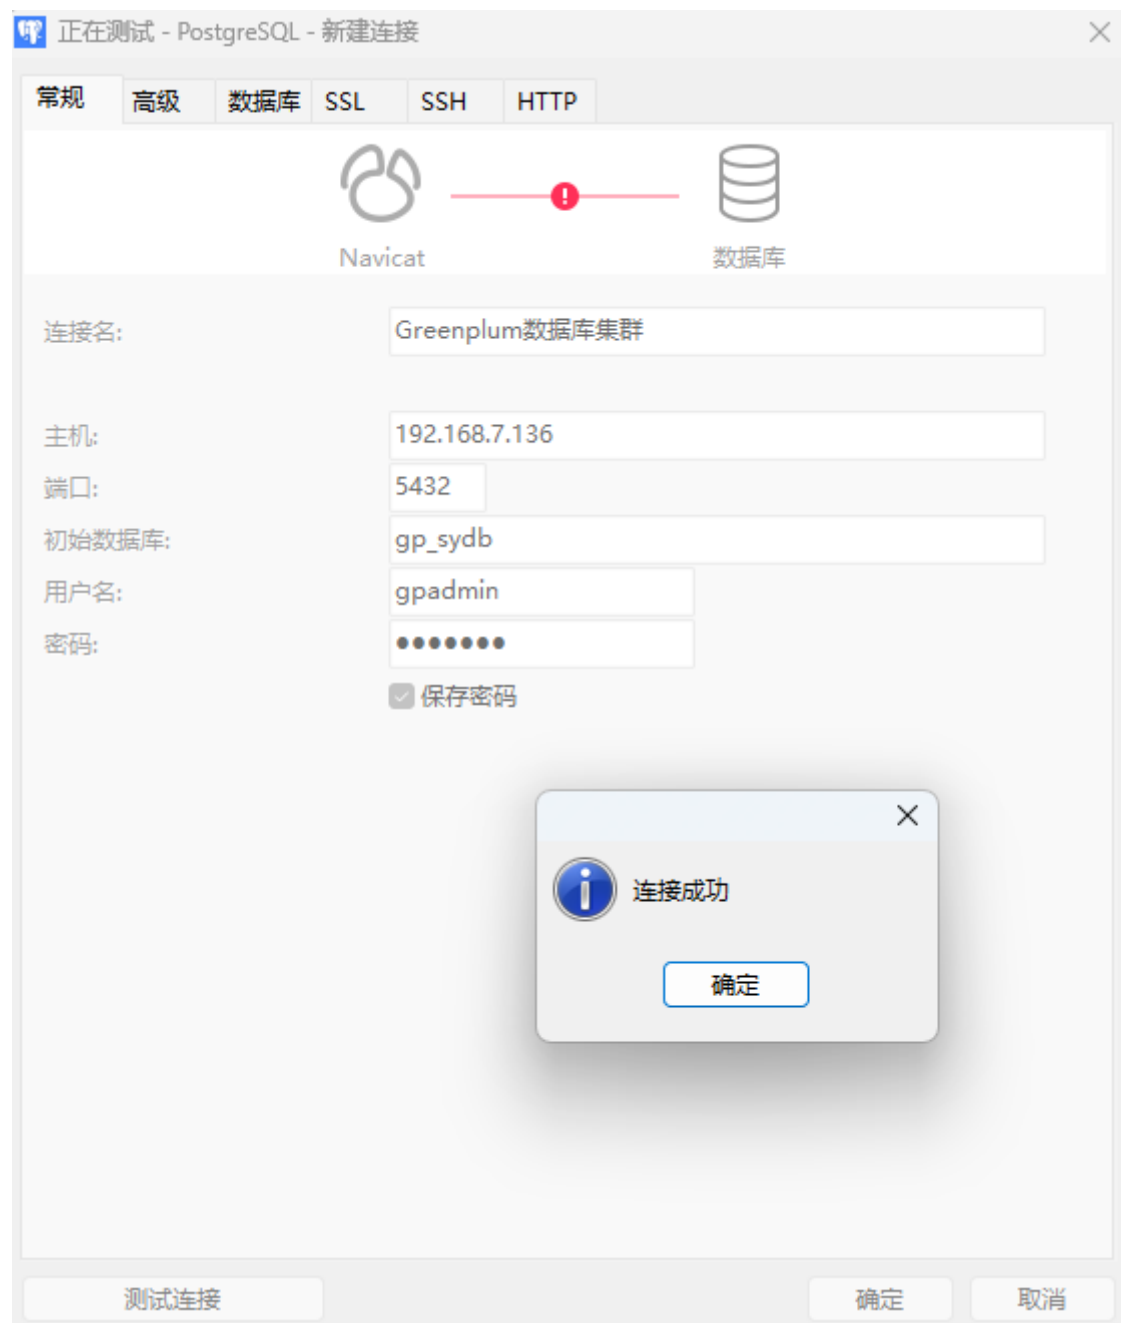 正在测试 - PostgreSQL - 新建连接
常规 高级 数据库 SSL SSH HTTP
Navicat 数据库
连接名: Greenplum数据库集群
主机: 192.168.7.136
端口: 5432
初始数据库: gp_sydb
用户名: gpadmin
密码: ●●●●●●●
保存密码
连接成功
确定
测试连接 确定 取消